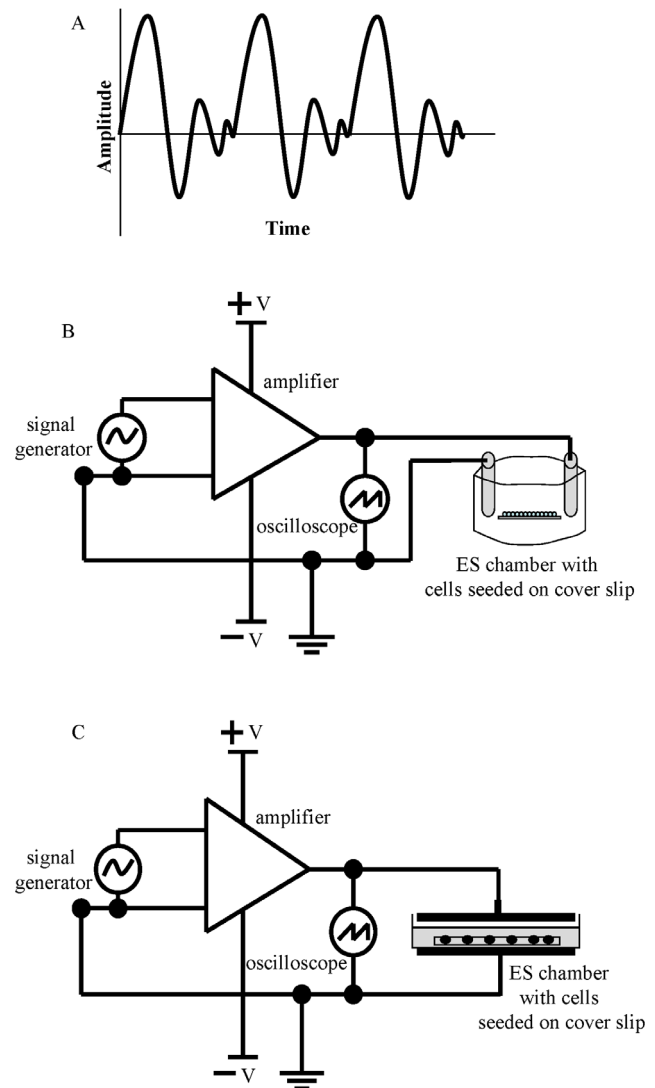 A
Amplitude
Time
B
+ V
amplifier
signal
generator
oscilloscope
ES chamber with
cells seeded on cover slip
− V
C
+ V
amplifier
signal
generator
oscilloscope
ES chamber
with cells
seeded on cover slip
− V